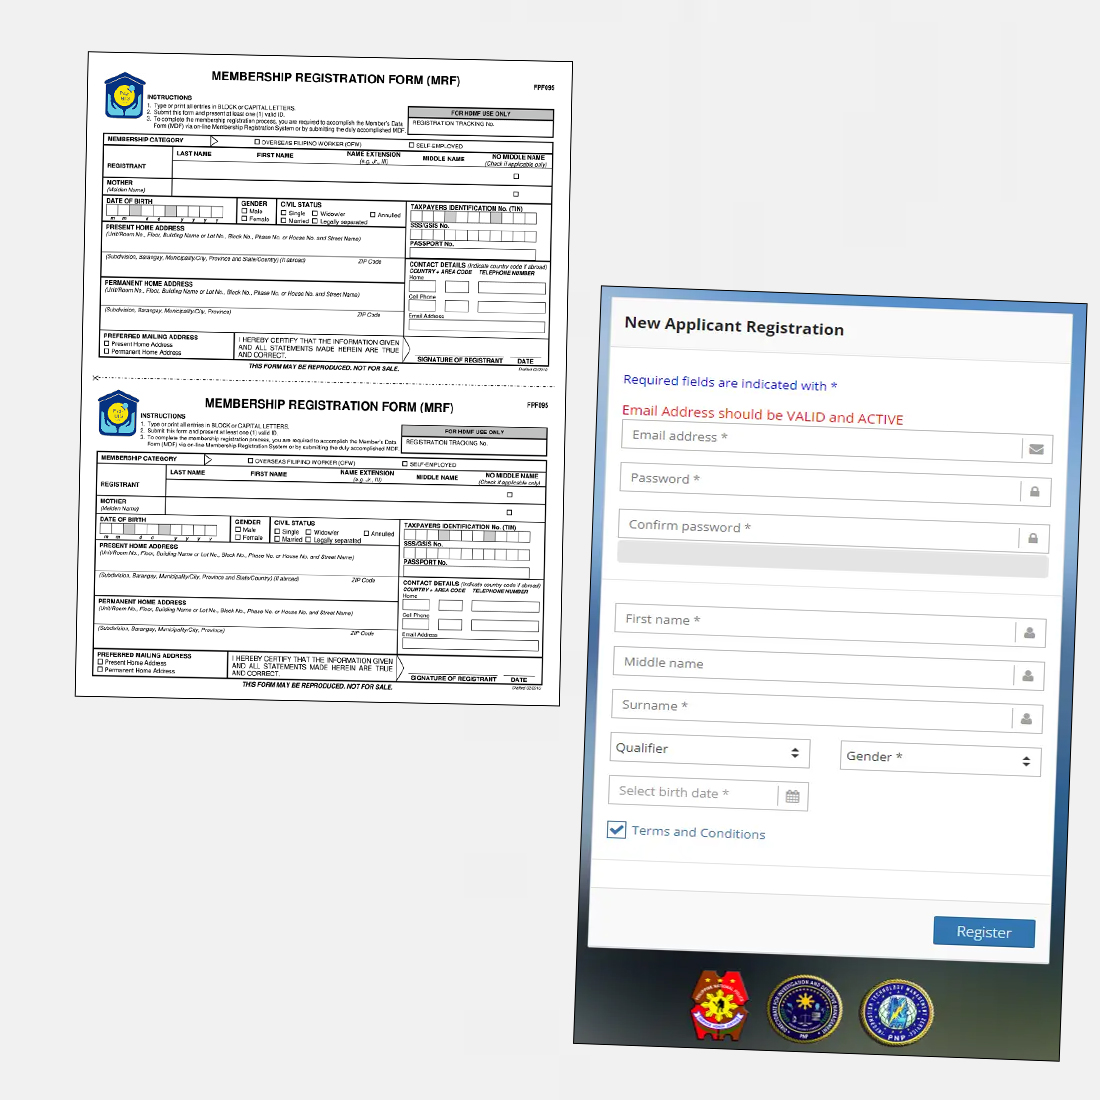 MEMBERSHIP REGISTRATION FORM (MRF)
FPF095
INSTRUCTIONS
1. Type or print all entries in BLOCK or CAPITAL LETTERS.
2. Submit this form and present at least one (1) valid ID.
3. To complete the membership registration process, you are required to accomplish the Member's Data
Form (MDF) via on-line Membership Registration System or by submitting the duly accomplished MDF.
FOR HDMF USE ONLY
REGISTRATION TRACKING No.
MEMBERSHIP CATEGORY
OVERSEAS FILIPINO WORKER (OFW)
SELF-EMPLOYED
LAST NAME FIRST NAME NAME EXTENSION MIDDLE NAME NO MIDDLE NAME
(e.g. Jr., III) (Check if applicable only)
REGISTRANT
MOTHER
(Maiden Name)
DATE OF BIRTH
m m d d y y y y
GENDER
Male
Female
CIVIL STATUS
Single Widow/er Annulled
Married Legally separated
TAXPAYERS IDENTIFICATION No. (TIN)
SSS/GSIS No.
PASSPORT No.
PRESENT HOME ADDRESS
(Unit/Room No., Floor, Building Name or Lot No., Block No., Phase No. or House No. and Street Name)
(Subdivision, Barangay, Municipality/City, Province and State/Country) (if abroad) ZIP Code
CONTACT DETAILS (Indicate country code if abroad)
COUNTRY + AREA CODE TELEPHONE NUMBER
Home
Cell Phone
Email Address
PERMANENT HOME ADDRESS
(Unit/Room No., Floor, Building Name or Lot No., Block No., Phase No. or House No. and Street Name)
(Subdivision, Barangay, Municipality/City, Province) ZIP Code
PREFERRED MAILING ADDRESS
Present Home Address
Permanent Home Address
I HEREBY CERTIFY THAT THE INFORMATION GIVEN
AND ALL STATEMENTS MADE HEREIN ARE TRUE
AND CORRECT.
SIGNATURE OF REGISTRANT DATE
THIS FORM MAY BE REPRODUCED. NOT FOR SALE.
MEMBERSHIP REGISTRATION FORM (MRF)
FPF095
INSTRUCTIONS
1. Type or print all entries in BLOCK or CAPITAL LETTERS.
2. Submit this form and present at least one (1) valid ID.
3. To complete the membership registration process, you are required to accomplish the Member's Data
Form (MDF) via on-line Membership Registration System or by submitting the duly accomplished MDF.
FOR HDMF USE ONLY
REGISTRATION TRACKING No.
MEMBERSHIP CATEGORY
OVERSEAS FILIPINO WORKER (OFW)
SELF-EMPLOYED
LAST NAME FIRST NAME NAME EXTENSION MIDDLE NAME NO MIDDLE NAME
(e.g. Jr., III) (Check if applicable only)
REGISTRANT
MOTHER
(Maiden Name)
DATE OF BIRTH
m m d d y y y y
GENDER
Male
Female
CIVIL STATUS
Single Widow/er Annulled
Married Legally separated
TAXPAYERS IDENTIFICATION No. (TIN)
SSS/GSIS No.
PASSPORT No.
PRESENT HOME ADDRESS
(Unit/Room No., Floor, Building Name or Lot No., Block No., Phase No. or House No. and Street Name)
(Subdivision, Barangay, Municipality/City, Province and State/Country) (if abroad) ZIP Code
CONTACT DETAILS (Indicate country code if abroad)
COUNTRY + AREA CODE TELEPHONE NUMBER
Home
Cell Phone
Email Address
PERMANENT HOME ADDRESS
(Unit/Room No., Floor, Building Name or Lot No., Block No., Phase No. or House No. and Street Name)
(Subdivision, Barangay, Municipality/City, Province) ZIP Code
PREFERRED MAILING ADDRESS
Present Home Address
Permanent Home Address
I HEREBY CERTIFY THAT THE INFORMATION GIVEN
AND ALL STATEMENTS MADE HEREIN ARE TRUE
AND CORRECT.
SIGNATURE OF REGISTRANT DATE
THIS FORM MAY BE REPRODUCED. NOT FOR SALE.
New Applicant Registration
Required fields are indicated with *
Email Address should be VALID and ACTIVE
Email address *
Password *
Confirm password *
First name *
Middle name
Surname *
Qualifier
Gender *
Select birth date *
Terms and Conditions
Register
PHILIPPINE NATIONAL POLICE
DIRECTORATE FOR INVESTIGATION AND DETECTIVE MANAGEMENT
PNP
INFORMATION TECHNOLOGY MANAGEMENT SERVICE
PNP